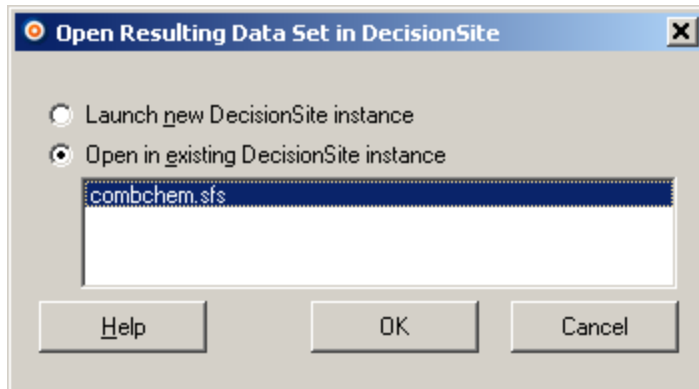 Open Resulting Data Set in DecisionSite
Launch new DecisionSite instance
Open in existing DecisionSite instance
combchem.sfs
Help OK Cancel